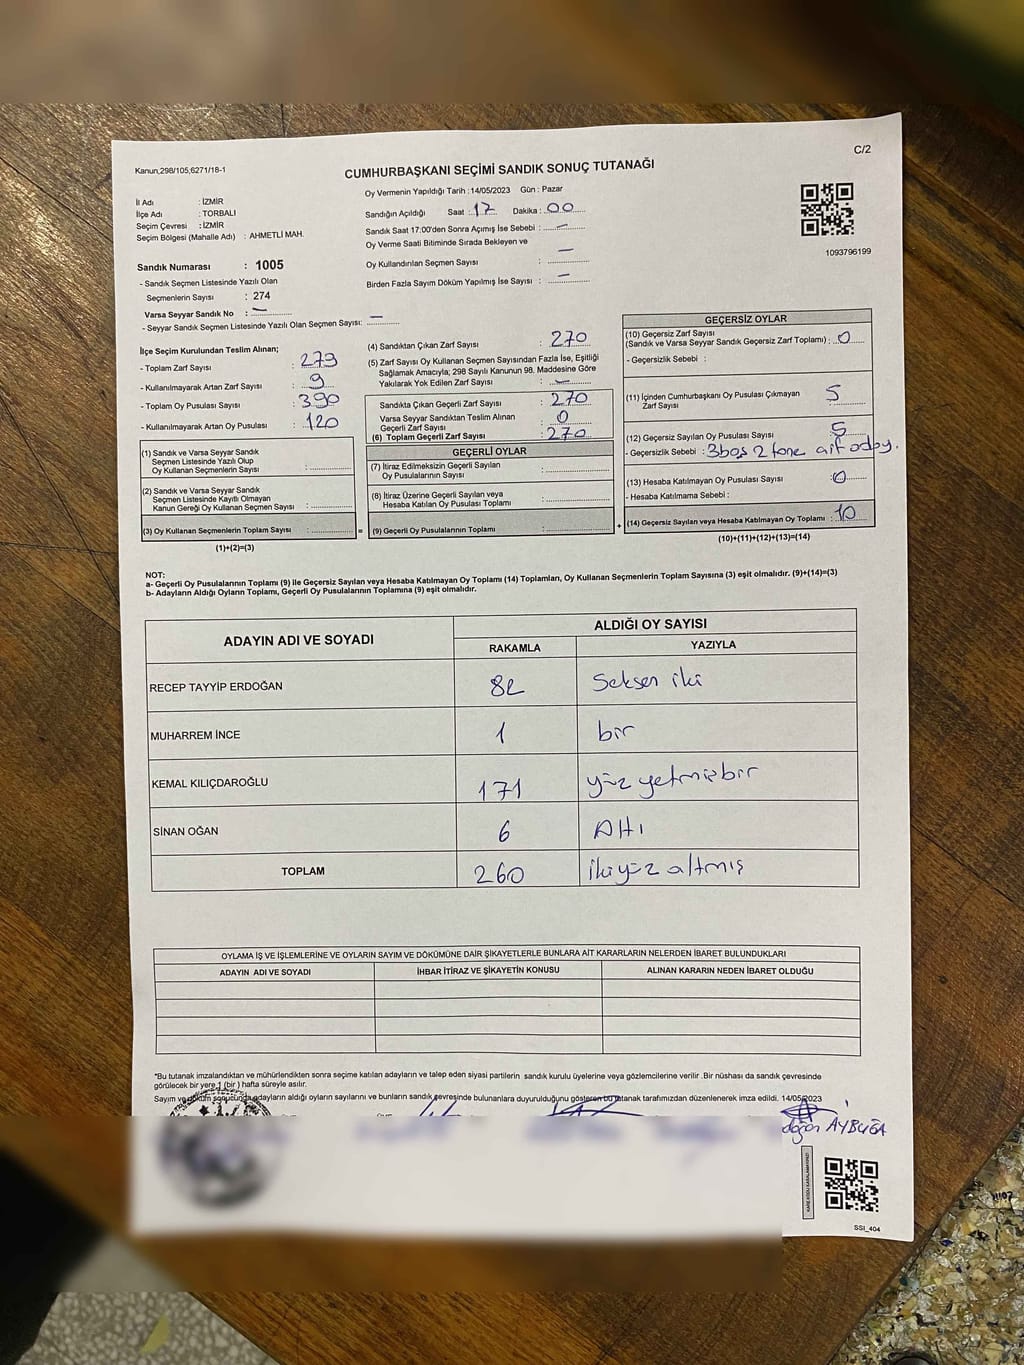 Kanun,298/105,6271/18-1
C/2
CUMHURBAŞKANI SEÇİMİ SANDIK SONUÇ TUTANAĞI
Oy Vermenin Yapıldığı Tarih :14/05/2023 Gün : Pazar
İl Adı : İZMİR
İlçe Adı : TORBALI
Seçim Çevresi : İZMİR
Seçim Bölgesi (Mahalle Adı) : AHMETLİ MAH.
Sandığın Açıldığı Saat : 17 Dakika : 00
Sandık Saat 17:00'den Sonra Açımış İse Sebebi : —
Oy Verme Saati Bitiminde Sırada Bekleyen ve
Oy Kullandırılan Seçmen Sayısı : —
Birden Fazla Sayım Döküm Yapılmış İse Sayısı : —
1093796199
Sandık Numarası : 1005
- Sandık Seçmen Listesinde Yazılı Olan
Seçmenlerin Sayısı : 274
Varsa Seyyar Sandık No : —
- Seyyar Sandık Seçmen Listesinde Yazılı Olan Seçmen Sayısı: —
İlçe Seçim Kurulundan Teslim Alınan;
- Toplam Zarf Sayısı : 279
- Kullanılmayarak Artan Zarf Sayısı : 9
- Toplam Oy Pusulası Sayısı : 390
- Kullanılmayarak Artan Oy Pusulası : 120
(4) Sandıktan Çıkan Zarf Sayısı : 270
(5) Zarf Sayısı Oy Kullanan Seçmen Sayısından Fazla İse, Eşitliği
Sağlamak Amacıyla; 298 Sayılı Kanunun 98. Maddesine Göre
Yakılarak Yok Edilen Zarf Sayısı : —
Sandıkta Çıkan Geçerli Zarf Sayısı : 270
Varsa Seyyar Sandıktan Teslim Alınan
Geçerli Zarf Sayısı : 0
(6) Toplam Geçerli Zarf Sayısı : 270
GEÇERSİZ OYLAR
(10) Geçersiz Zarf Sayısı
(Sandık ve Varsa Seyyar Sandık Geçersiz Zarf Toplamı) : 0
- Geçersizlik Sebebi :
(11) İçinden Cumhurbaşkanı Oy Pusulası Çıkmayan
Zarf Sayısı : 5
(12) Geçersiz Sayılan Oy Pusulası Sayısı : 5
- Geçersizlik Sebebi : 3boş 2 tane aif aday.
(13) Hesaba Katılmayan Oy Pusulası Sayısı : 0
- Hesaba Katılmama Sebebi :
(14) Geçersiz Sayılan veya Hesaba Katılmayan Oy Toplamı : 10
(10)+(11)+(12)+(13)=(14)
(1) Sandık ve Varsa Seyyar Sandık
Seçmen Listesinde Yazılı Olup
Oy Kullanan Seçmenlerin Sayısı :
(2) Sandık ve Varsa Seyyar Sandık
Seçmen Listesinde Kayıtlı Olmayan
Kanun Gereği Oy Kullanan Seçmen Sayısı :
(3) Oy Kullanan Seçmenlerin Toplam Sayısı : =
(1)+(2)=(3)
GEÇERLİ OYLAR
(7) İtiraz Edilmeksizin Geçerli Sayılan
Oy Pusulalarının Sayısı :
(8) İtiraz Üzerine Geçerli Sayılan veya
Hesaba Katılan Oy Pusulası Toplamı :
(9) Geçerli Oy Pusulalarının Toplamı : +
NOT:
a- Geçerli Oy Pusulalarının Toplamı (9) ile Geçersiz Sayılan veya Hesaba Katılmayan Oy Toplamı (14) Toplamları, Oy Kullanan Seçmenlerin Toplam Sayısına (3) eşit olmalıdır. (9)+(14)=(3)
b- Adayların Aldığı Oyların Toplamı, Geçerli Oy Pusulalarının Toplamına (9) eşit olmalıdır.
ADAYIN ADI VE SOYADI ALDIĞI OY SAYISI
RAKAMLA YAZIYLA
RECEP TAYYİP ERDOĞAN 82 Seksen iki
MUHARREM İNCE 1 bir
KEMAL KILIÇDAROĞLU 171 yüz yetmişbir
SİNAN OĞAN 6 Altı
TOPLAM 260 ikiyüz altmış
OYLAMA İŞ VE İŞLEMLERİNE VE OYLARIN SAYIM VE DÖKÜMÜNE DAİR ŞİKAYETLERLE BUNLARA AİT KARARLARIN NELERDEN İBARET BULUNDUKLARI
ADAYIN ADI VE SOYADI İHBAR İTİRAZ VE ŞİKAYETİN KONUSU ALINAN KARARIN NEDEN İBARET OLDUĞU
*Bu tutanak imzalandıktan ve mühürlendikten sonra seçime katılan adayların ve talep eden siyasi partilerin sandık kurulu üyelerine veya gözlemcilerine verilir .Bir nüshası da sandık çevresinde
görülecek bir yere 1 (bir ) hafta süreyle asılır.
Sayım ve döküm sonucunda adayların aldığı oyların sayılarını ve bunların sandık çevresinde bulunanlara duyurulduğunu gösteren bu tutanak tarafımızdan düzenlenerek imza edildi. 14/05/2023
AYBUĞA
SSI_404